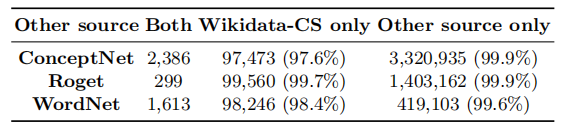 Other source Both Wikidata-CS only Other source only
ConceptNet 2,386 97,473 (97.6%) 3,320,935 (99.9%)
Roget 299 99,560 (99.7%) 1,403,162 (99.9%)
WordNet 1,613 98,246 (98.4%) 419,103 (99.6%)